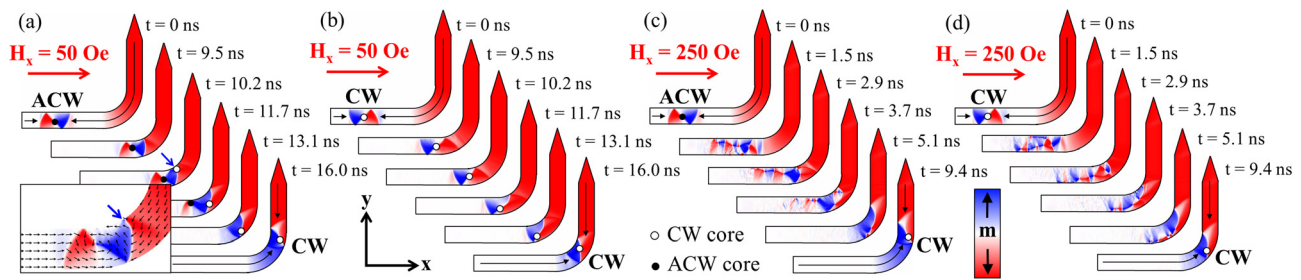 (a)
t = 0 ns
t = 9.5 ns
t = 10.2 ns
t = 11.7 ns
t = 13.1 ns
t = 16.0 ns
Hx = 50 Oe
ACW
CW
(b)
t = 0 ns
t = 9.5 ns
t = 10.2 ns
t = 11.7 ns
t = 13.1 ns
t = 16.0 ns
Hx = 50 Oe
CW
CW
y
x
(c)
t = 0 ns
t = 1.5 ns
t = 2.9 ns
t = 3.7 ns
t = 5.1 ns
t = 9.4 ns
Hx = 250 Oe
ACW
CW
CW core
ACW core
(d)
t = 0 ns
t = 1.5 ns
t = 2.9 ns
t = 3.7 ns
t = 5.1 ns
t = 9.4 ns
Hx = 250 Oe
CW
CW
m